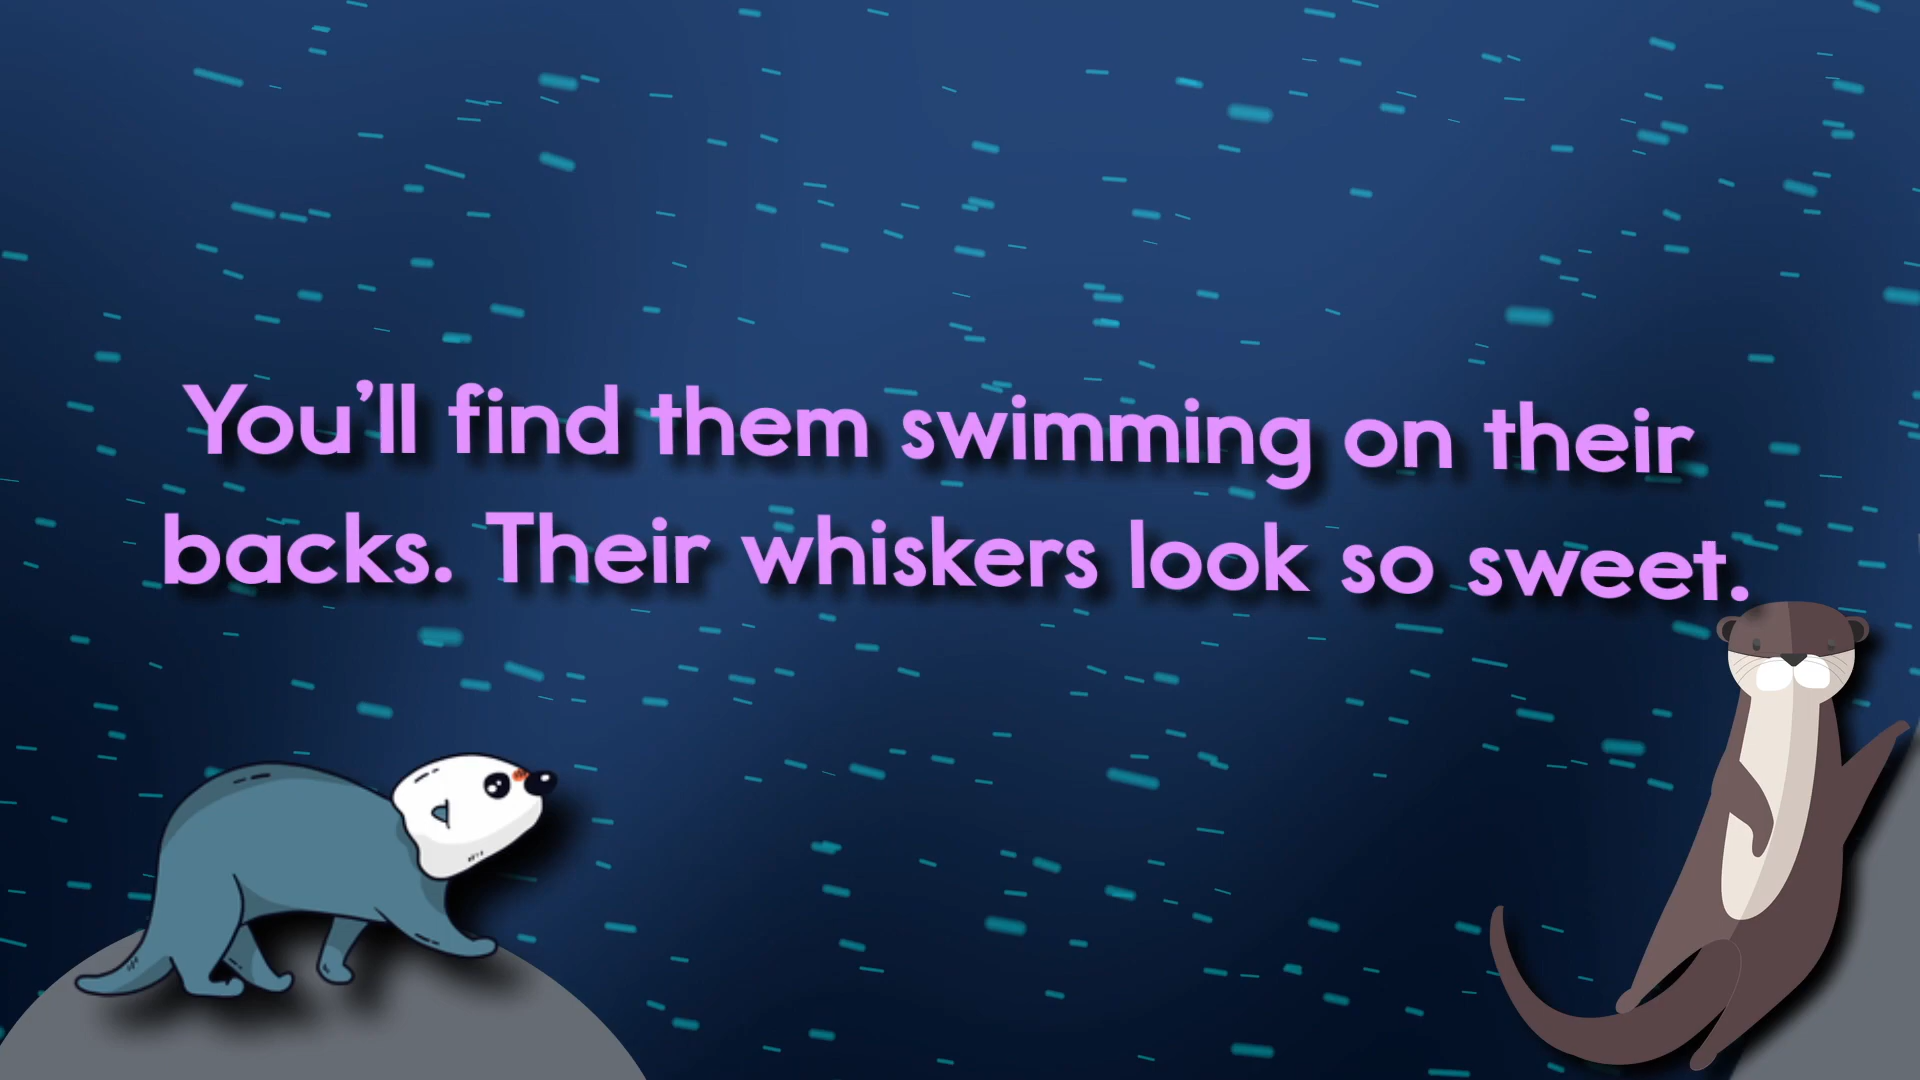 You’ll find them swimming on their
backs. Their whiskers look so sweet.